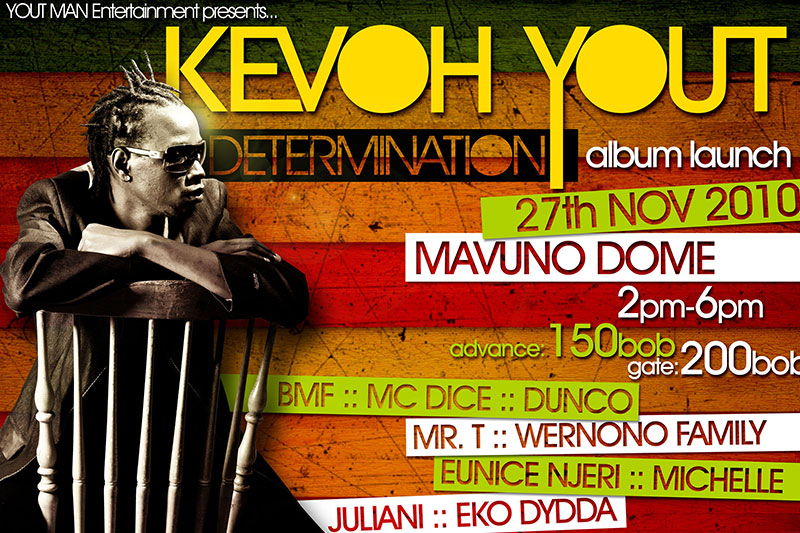 YOUT MAN Entertainment presents...
KEVOH YOUT
DETERMINATION album launch
27th NOV 2010
MAVUNO DOME
2pm-6pm
advance: 150bob
gate: 200bob
BMF :: MC DICE :: DUNCO
MR. T :: WERNONO FAMILY
EUNICE NJERI :: MICHELLE
JULIANI :: EKO DYDDA